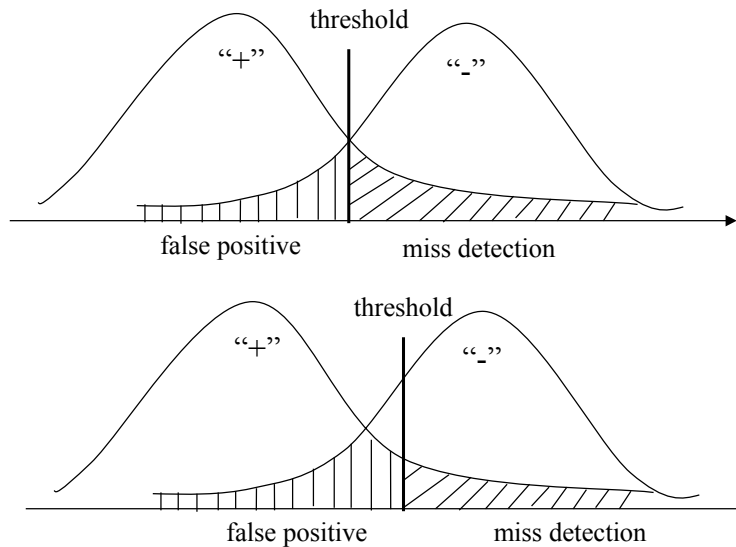 threshold
“+”
“-”
false positive
miss detection
threshold
“+”
“-”
false positive
miss detection